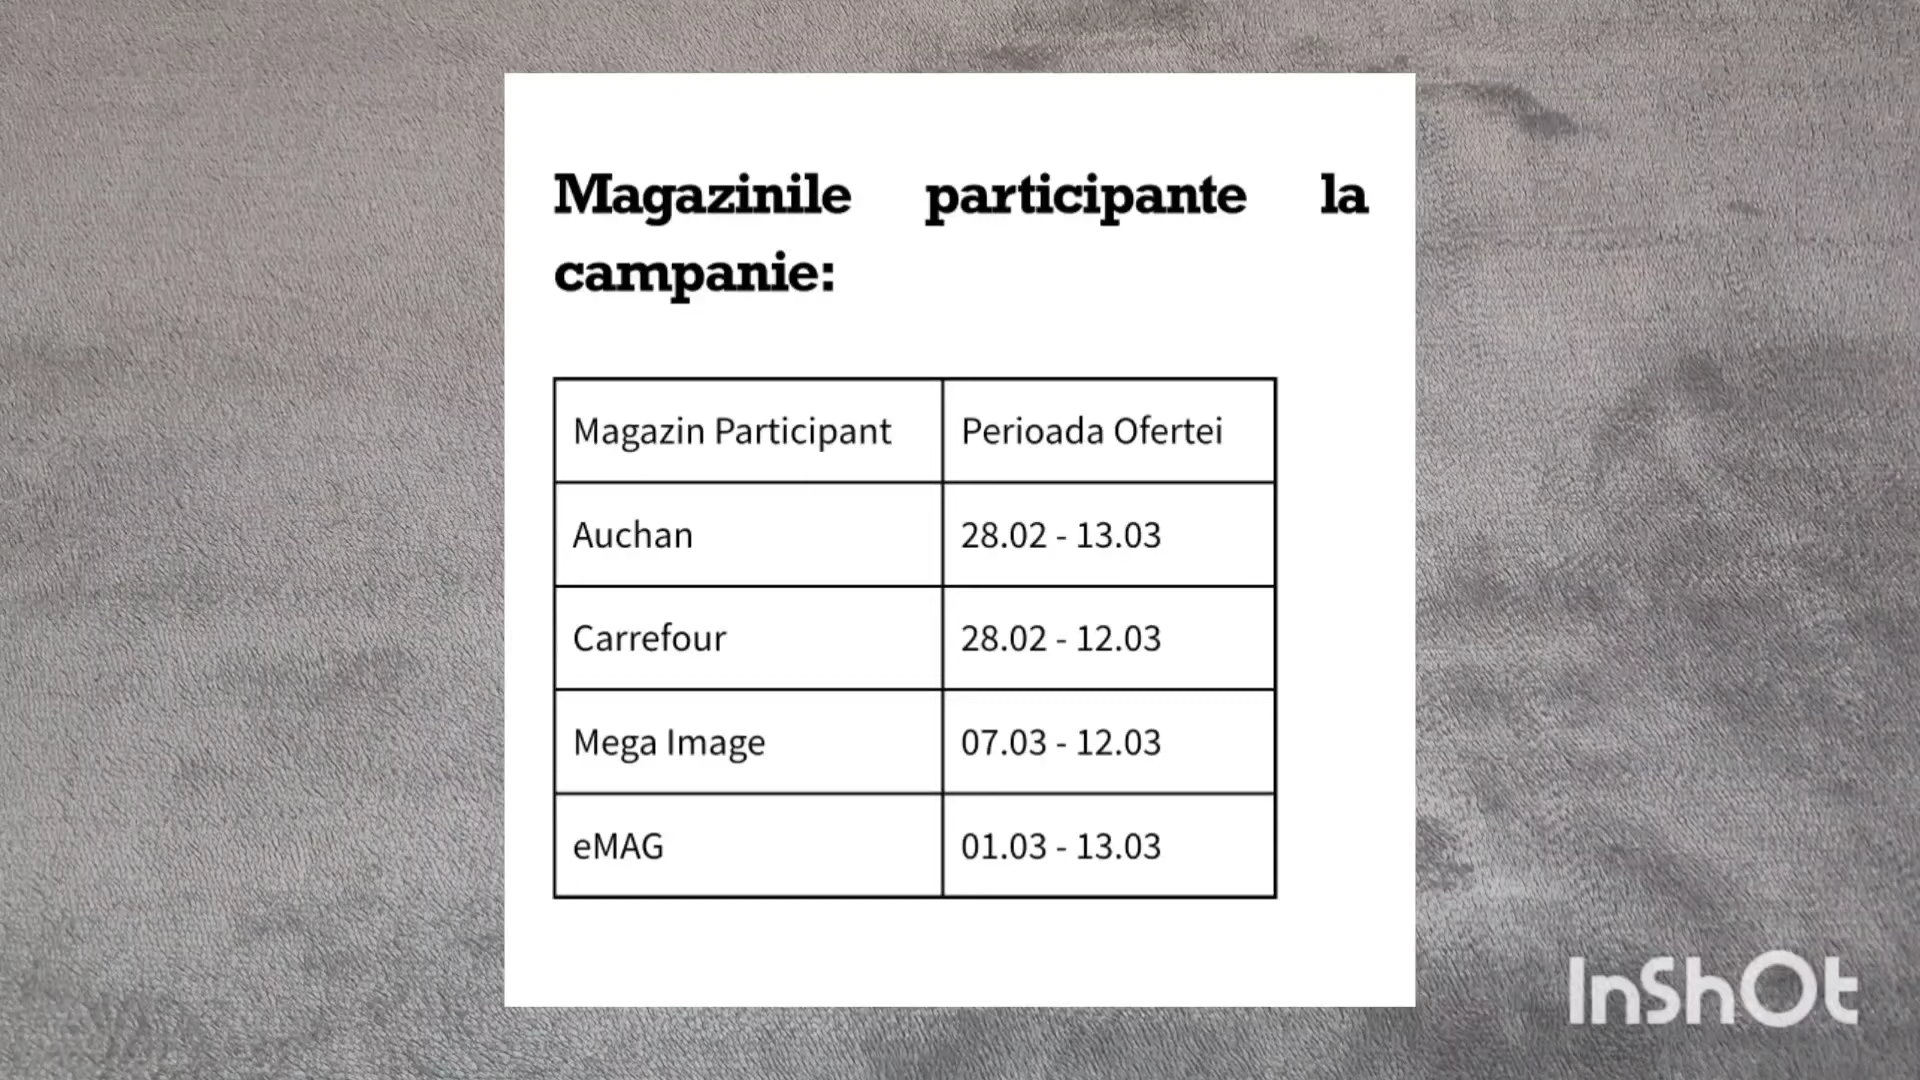 Magazinile participante la
campanie:
Magazin Participant Perioada Ofertei
Auchan 28.02 - 13.03
Carrefour 28.02 - 12.03
Mega Image 07.03 - 12.03
eMAG 01.03 - 13.03
InShOt